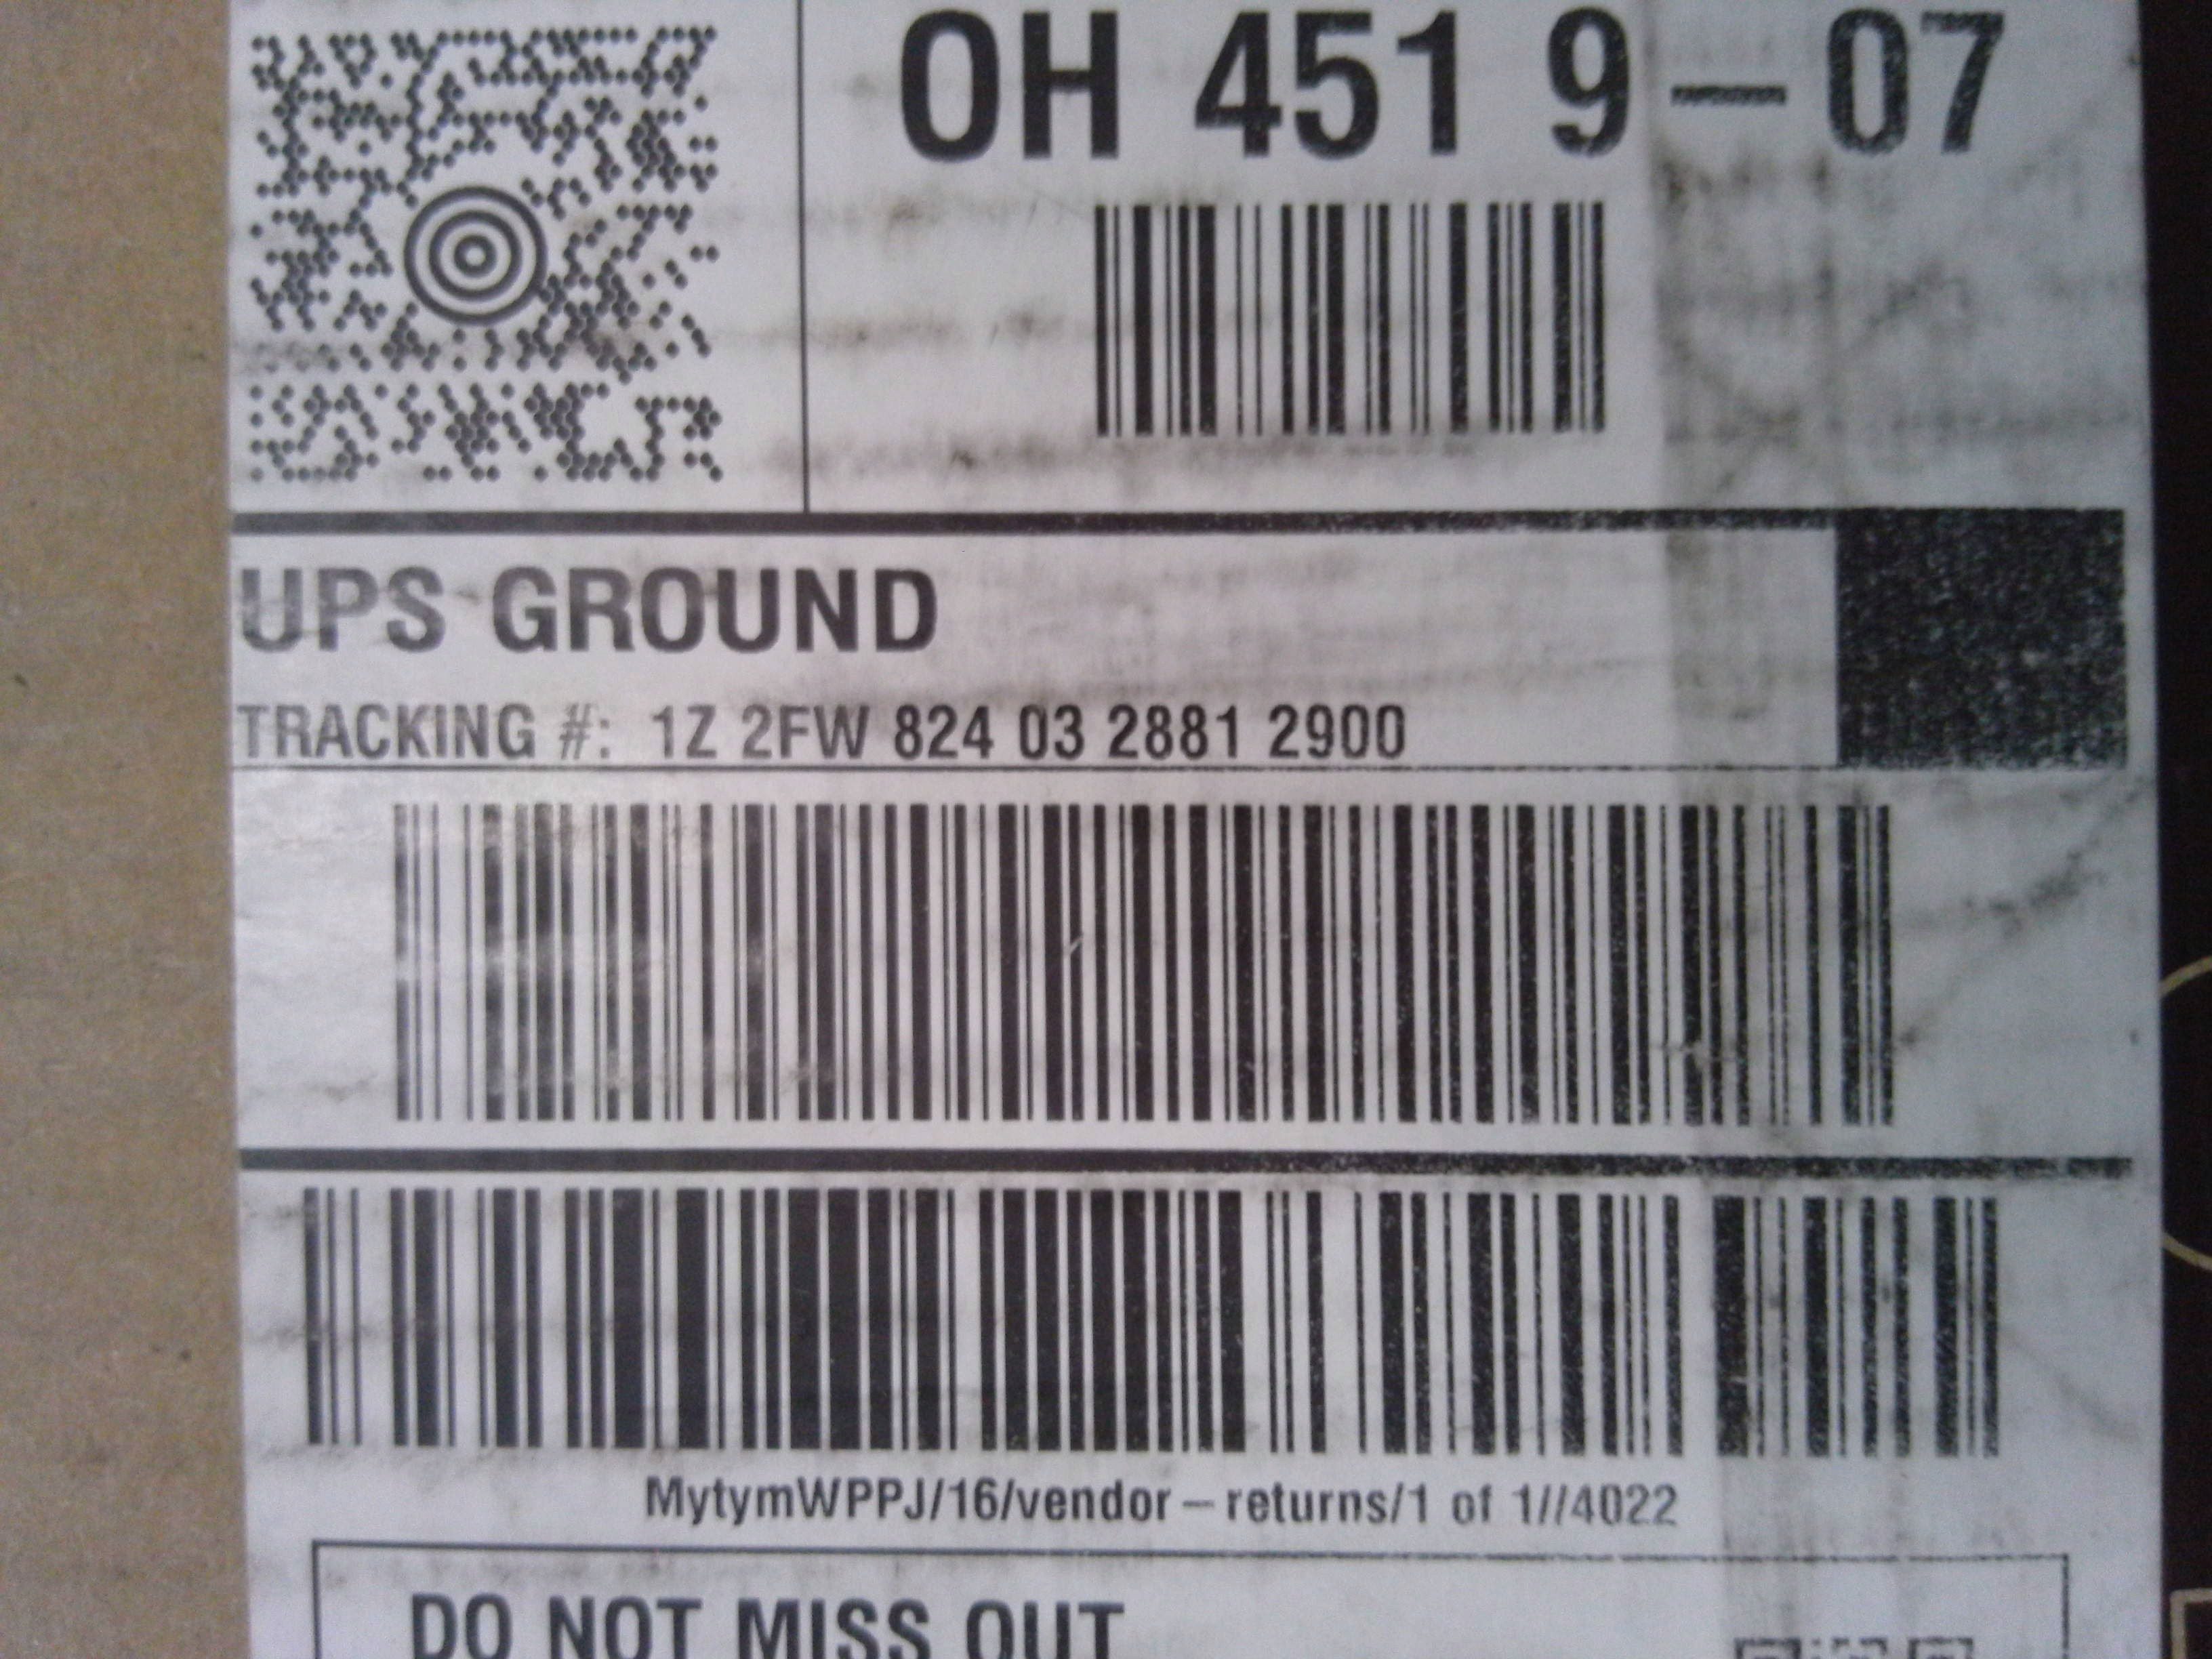 OH 451 9-07
UPS GROUND
TRACKING #: 1Z 2FW 824 03 2881 2900
MytymWPPJ/16/vendor-returns/1 of 1//4022
DO NOT MISS OUT